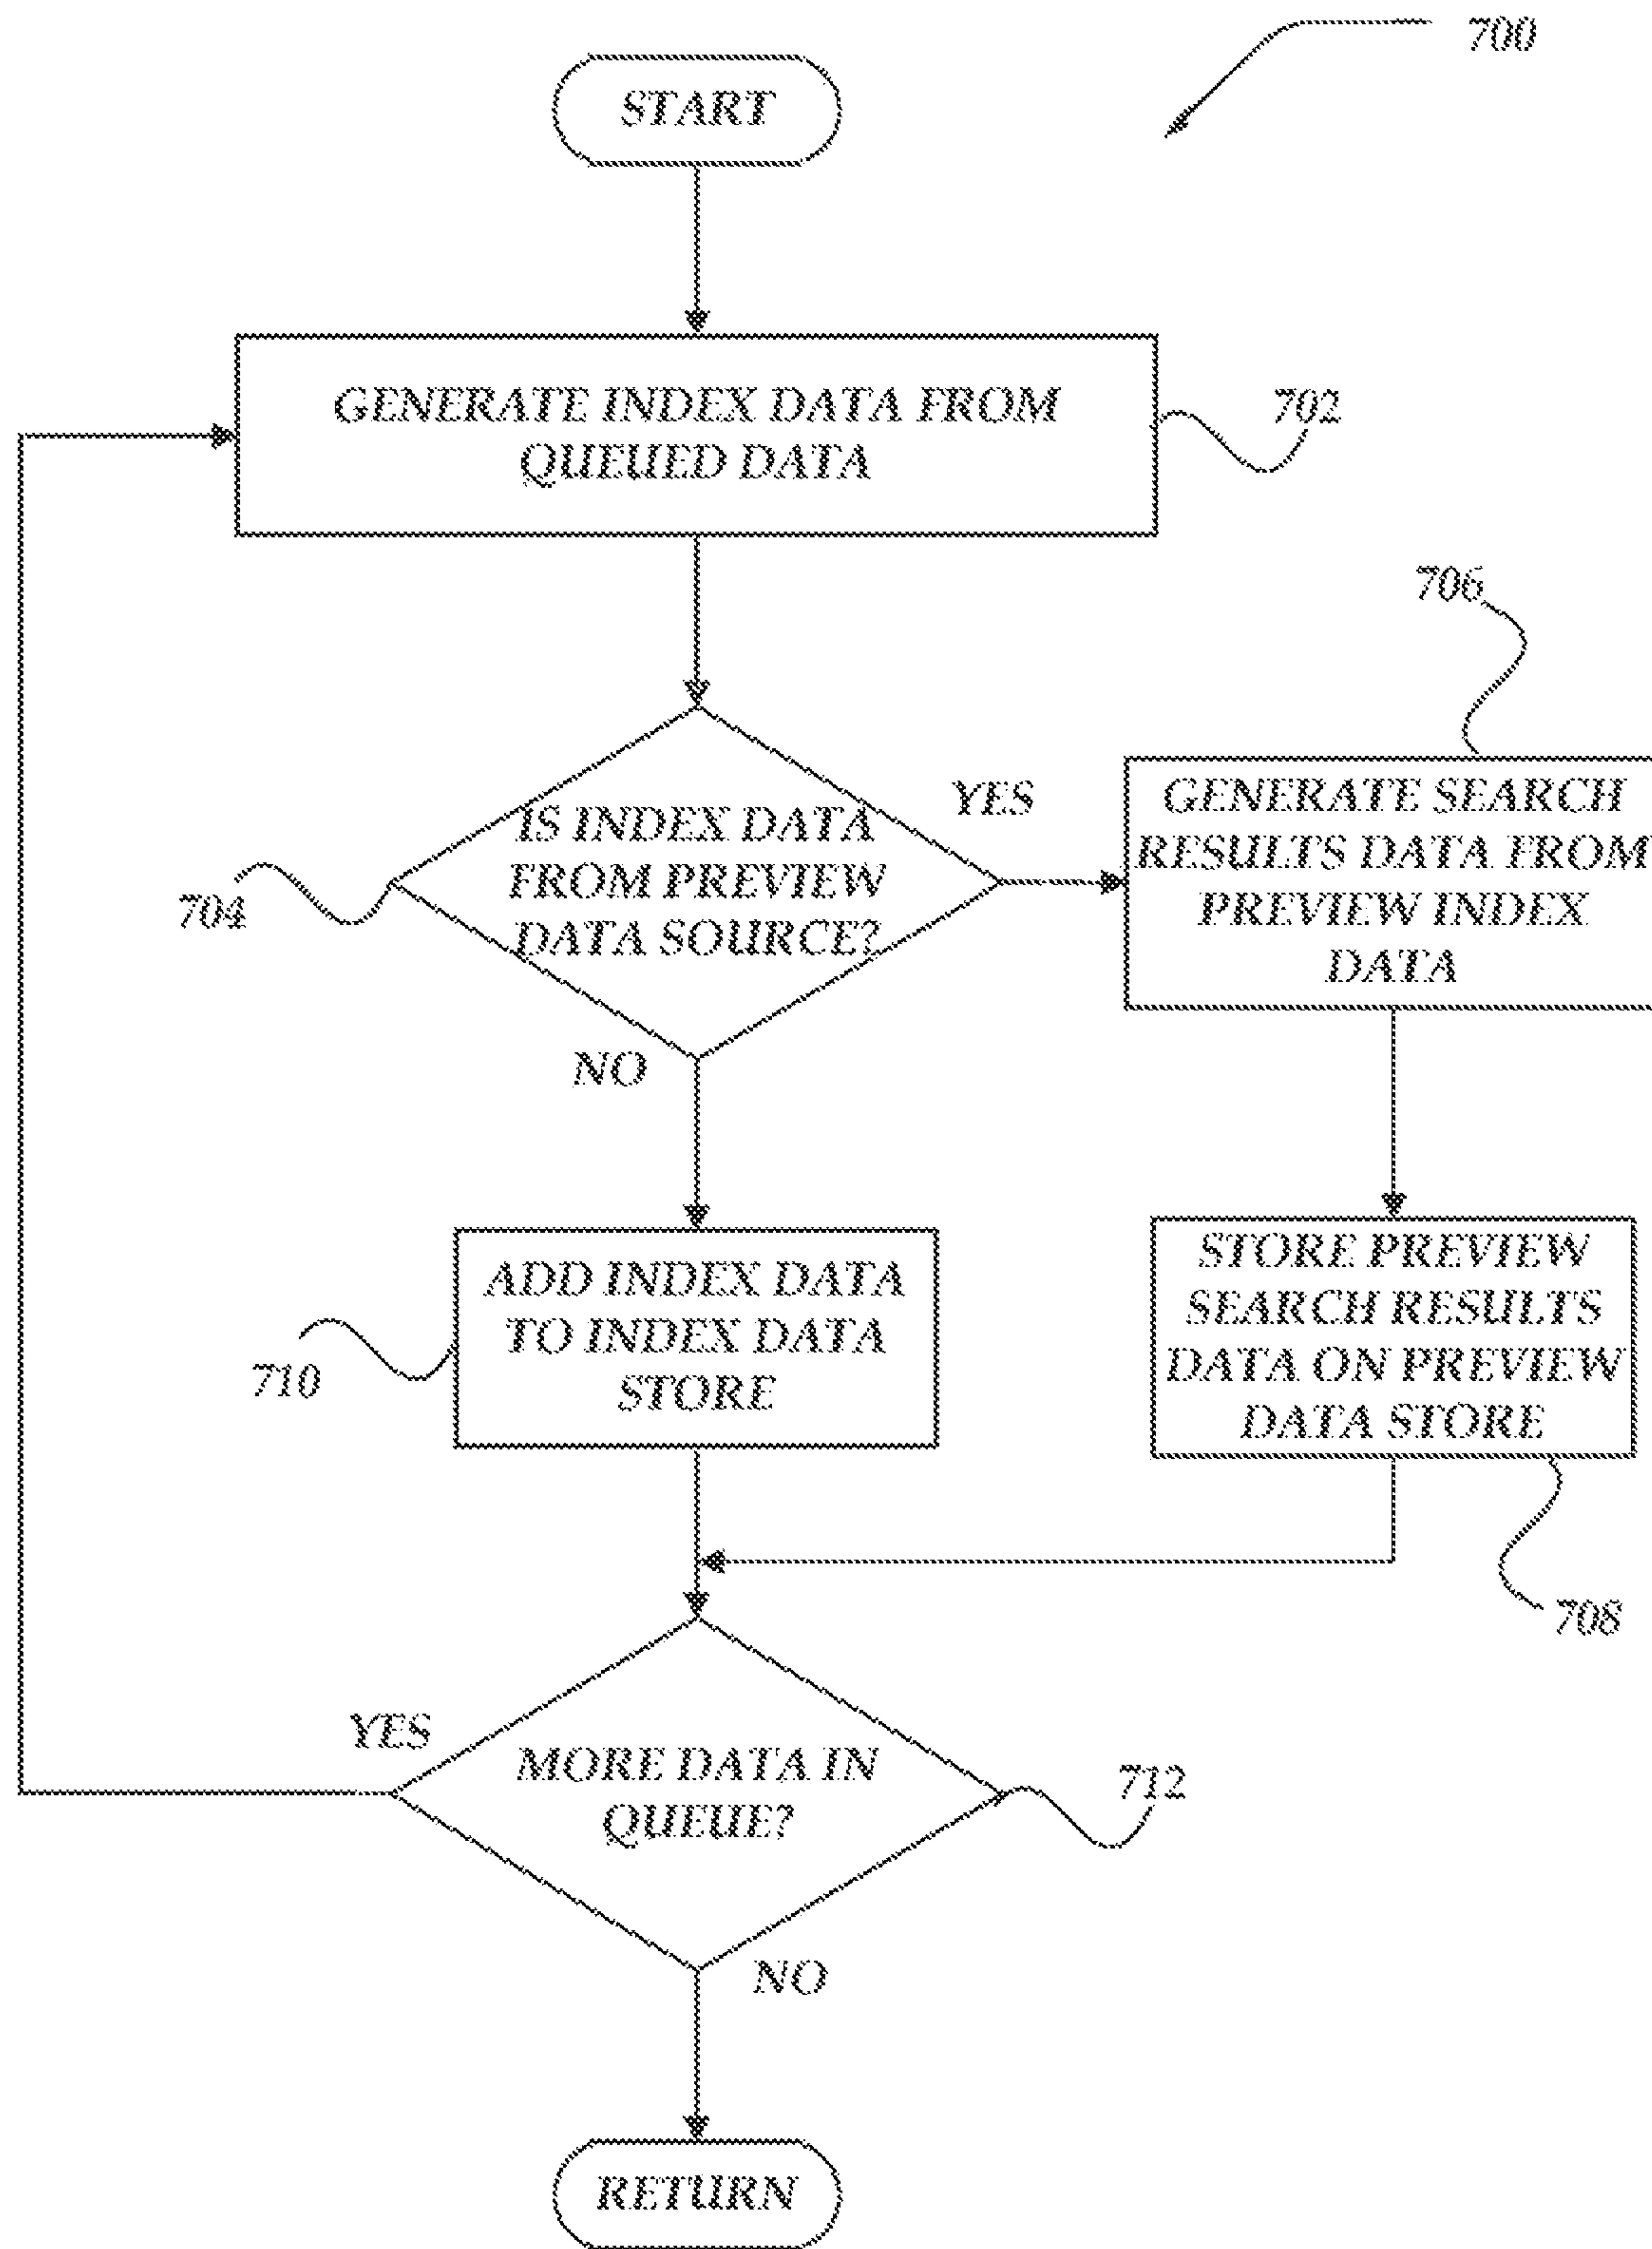 700
START
GENERATE INDEX DATA FROM
QUEUED DATA
702
706
IS INDEX DATA
FROM PREVIEW
DATA SOURCE?
YES
704
NO
GENERATE SEARCH
RESULTS DATA FROM
PREVIEW INDEX
DATA
ADD INDEX DATA
TO INDEX DATA
STORE
710
STORE PREVIEW
SEARCH RESULTS
DATA ON PREVIEW
DATA STORE
708
YES
MORE DATA IN
QUEUE?
712
NO
RETURN